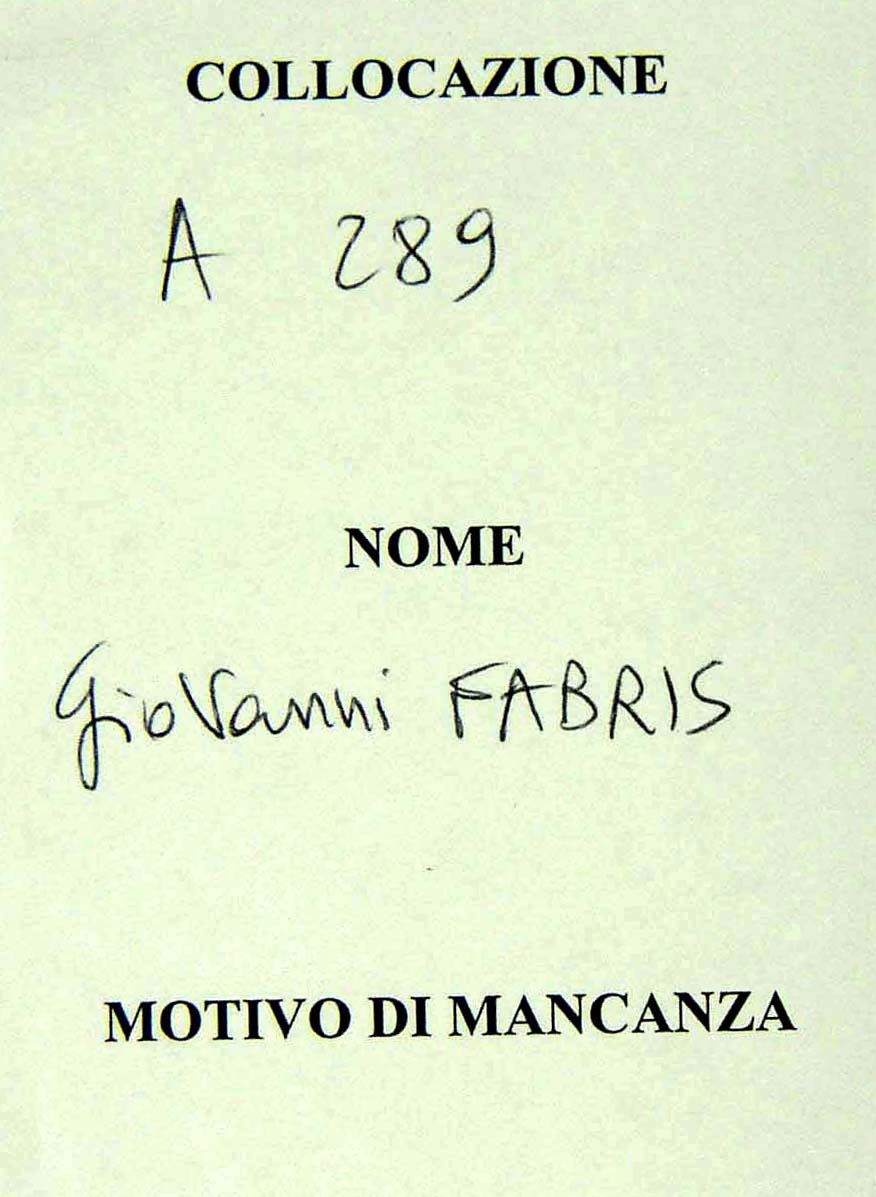 COLLOCAZIONE
A 289
NOME
Giovanni FABRIS
MOTIVO DI MANCANZA